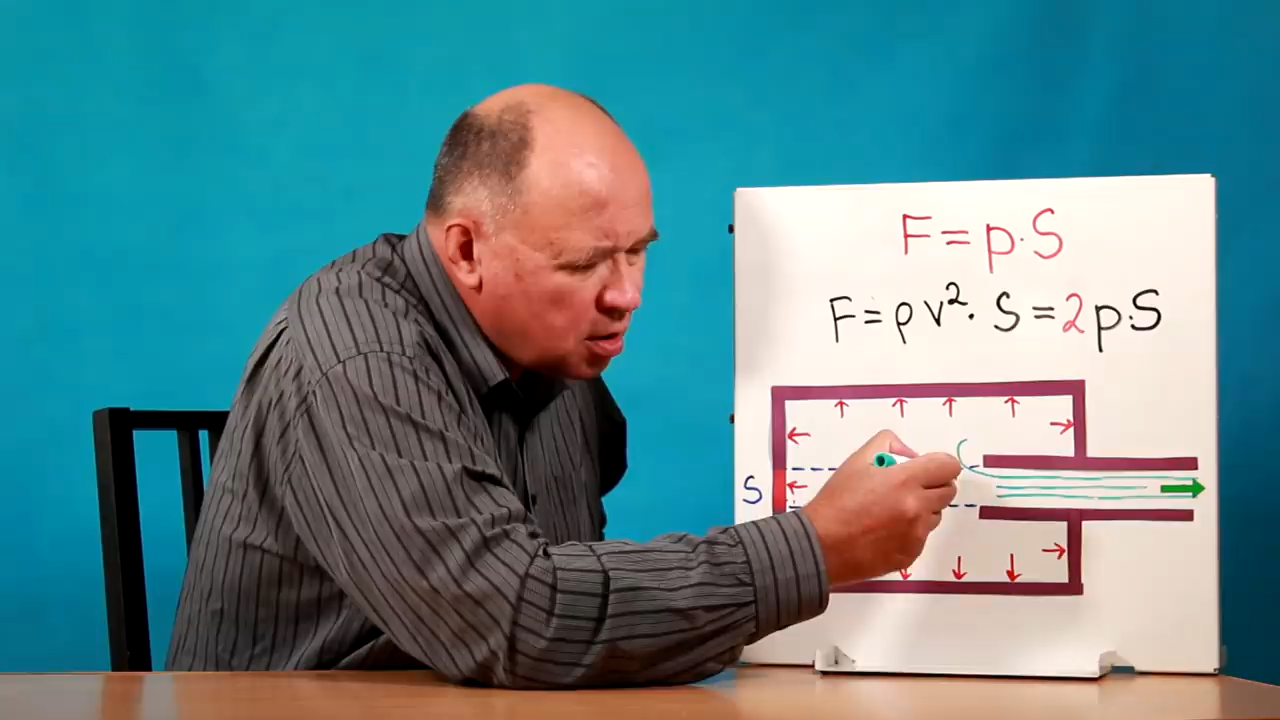 F = p·S
F = ρv²·S = 2p·S
S